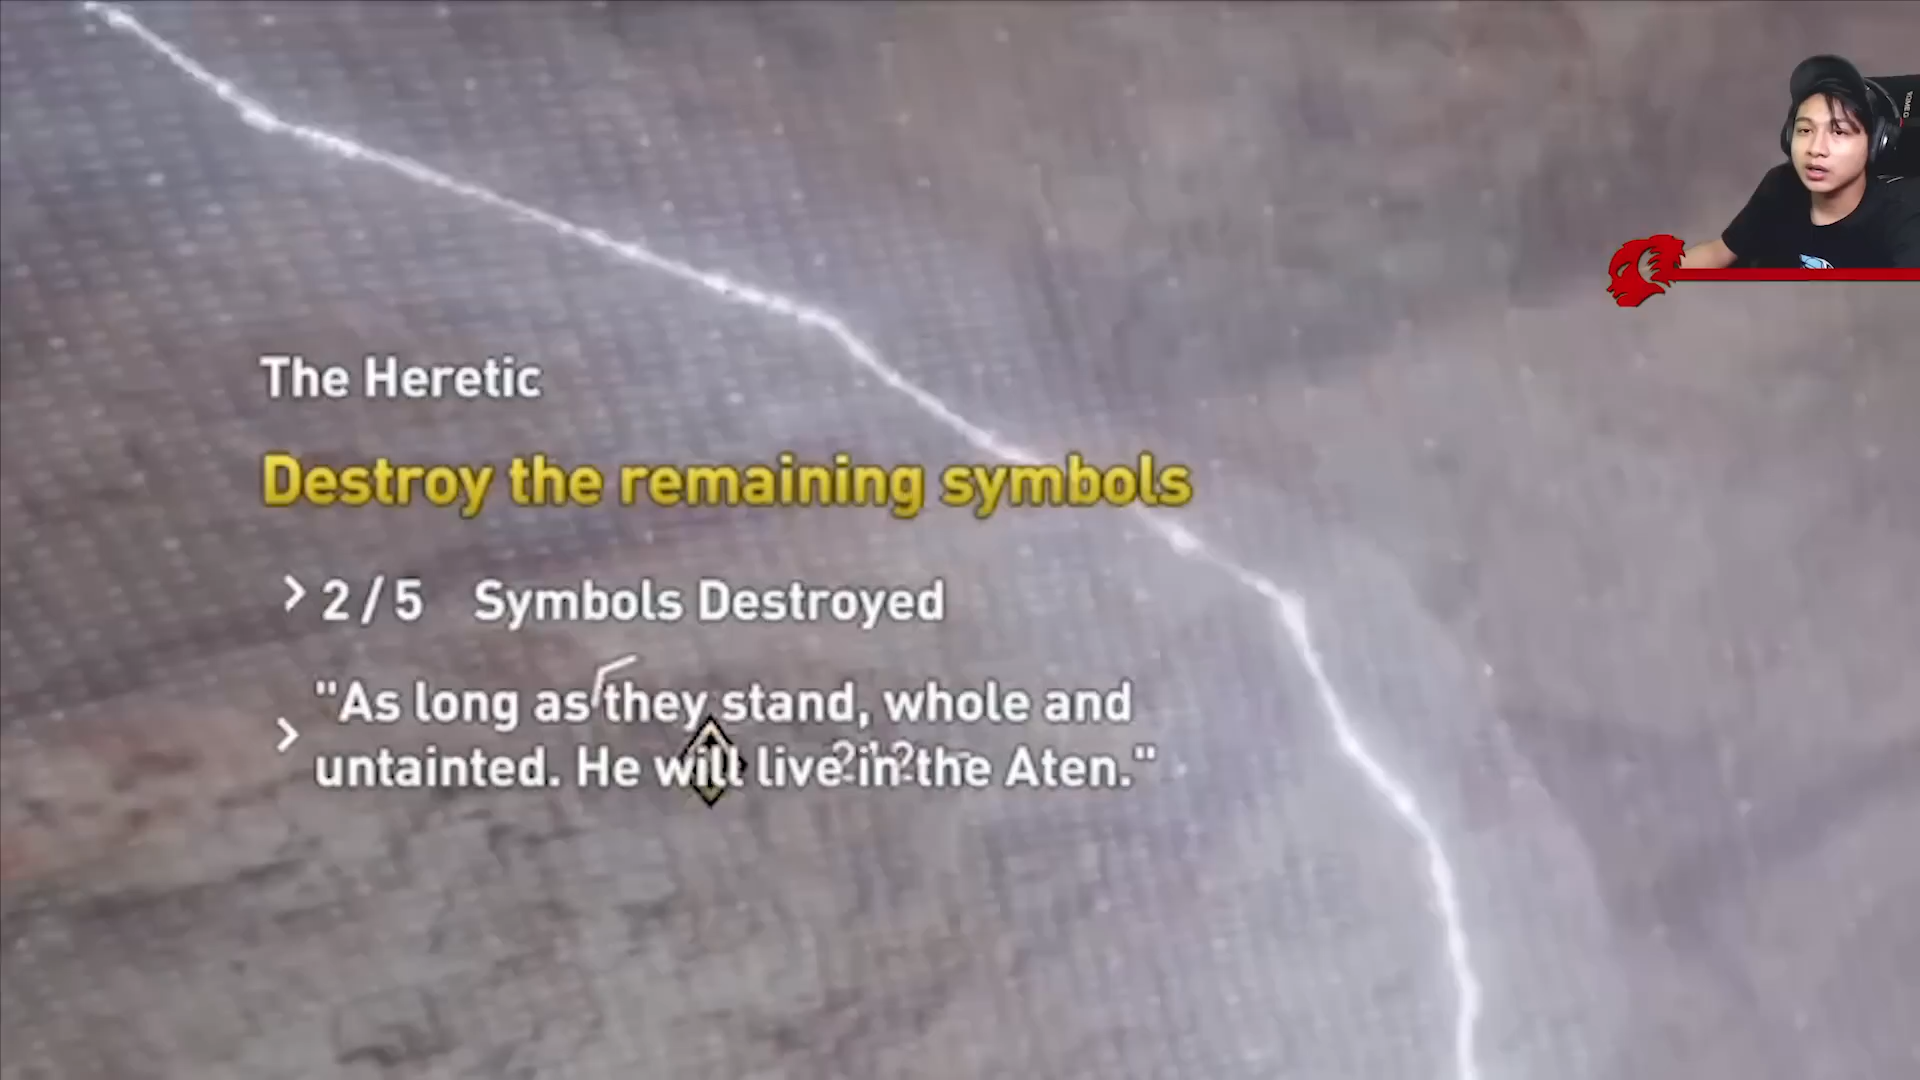 The Heretic
Destroy the remaining symbols
2/5 Symbols Destroyed
"As long as they stand, whole and
untainted. He will live in the Aten."